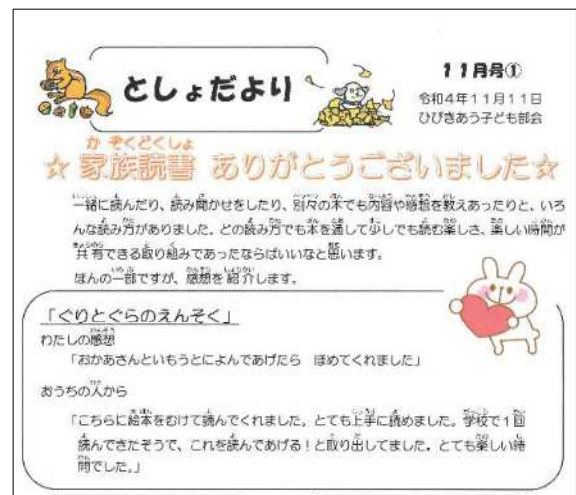 としょだより
11月号①
令和4年11月11日
ひびきあう子ども部会
かぞくどくしょ
☆家族読書 ありがとうございました☆
一緒に読んだり、読み聞かせをしたり、別々の本でも内容や感想を教えあったりと、いろ
んな読み方がありました。どの読み方でも本を通して少しでも読む楽しさ、楽しい時間が
共有できる取り組みであったならばいいなと思います。
ほんの一部ですが、感想を紹介します。
「ぐりとぐらのえんそく」
わたしの感想
「おかあさんといもうとによんであげたら ほめてくれました」
おうちの人から
「こちらに絵本をむけて読んでくれました。とても上手に読めました。学校で1回
読んできたそうで、これを読んであげる！と取り出してました。とても楽しい時
間でした。」